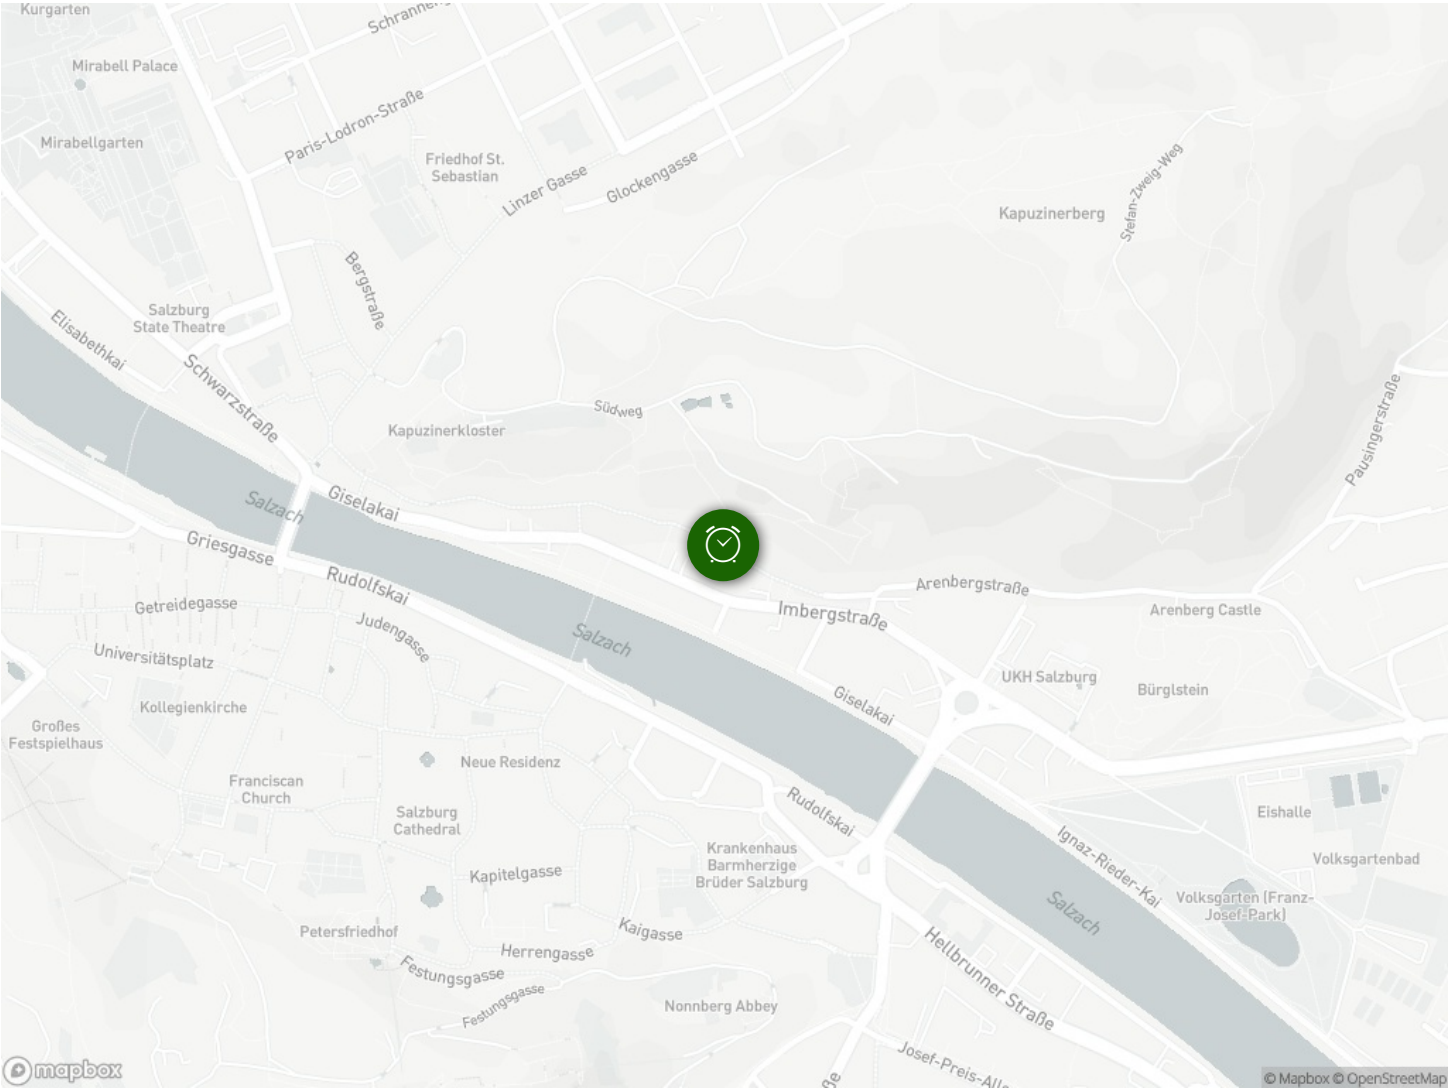 Kurgarten
Schranneng
Mirabell Palace
Paris-Lodron-Straße
Mirabellgarten
Friedhof St.
Sebastian
Linzer Gasse
Glockengasse
Stefan-Zweig-Weg
Kapuzinerberg
Bergstraße
Salzburg
State Theatre
Elisabethkai
Schwarzstraße
Südweg
Kapuzinerkloster
Pausingerstraße
Salzach
Giselakai
Griesgasse
Rudolfskai
Arenbergstraße
Getreidegasse
Imbergstraße
Arenberg Castle
Judengasse
Salzach
Universitätsplatz
UKH Salzburg
Bürglstein
Kollegienkirche
Giselakai
Großes
Festspielhaus
Neue Residenz
Franciscan
Church
Rudolfskai
Salzburg
Cathedral
Eishalle
Krankenhaus
Barmherzige
Brüder Salzburg
Ignaz-Rieder-Kai
Volksgartenbad
Kapitelgasse
Volksgarten (Franz-
Josef-Park)
Salzach
Petersfriedhof
Kaigasse
Herrengasse
Hellbrunner Straße
Festungsgasse
Festungsgasse
Nonnberg Abbey
Josef-Preis-Alle
ße
mapbox
© Mapbox © OpenStreetMap